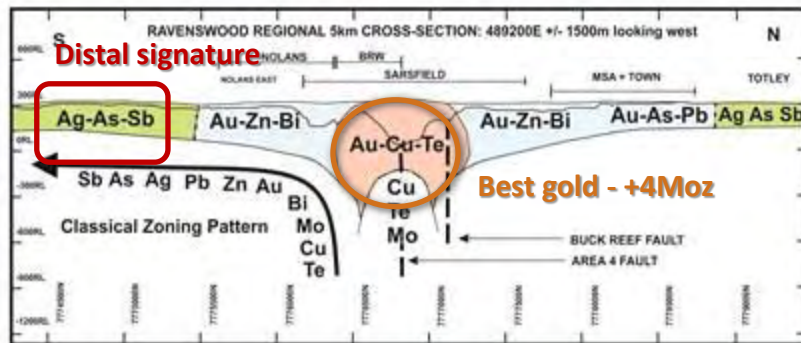 RAVENSWOOD REGIONAL 5km CROSS-SECTION: 489200E +/- 1500m looking west
S
N
Distal signature
NOLANS
BRW
NOLANS EAST
SARSFIELD
MSA + TOWN
TOTLEY
Ag-As-Sb
Au-Zn-Bi
Au-Cu-Te
Au-Zn-Bi
Au-As-Pb
Ag As Sb
Sb As Ag Pb Zn Au
Bi
Mo
Cu
Te
Cu
Te
Mo
Best gold - +4Moz
Classical Zoning Pattern
BUCK REEF FAULT
AREA 4 FAULT
0RL
-1200RL